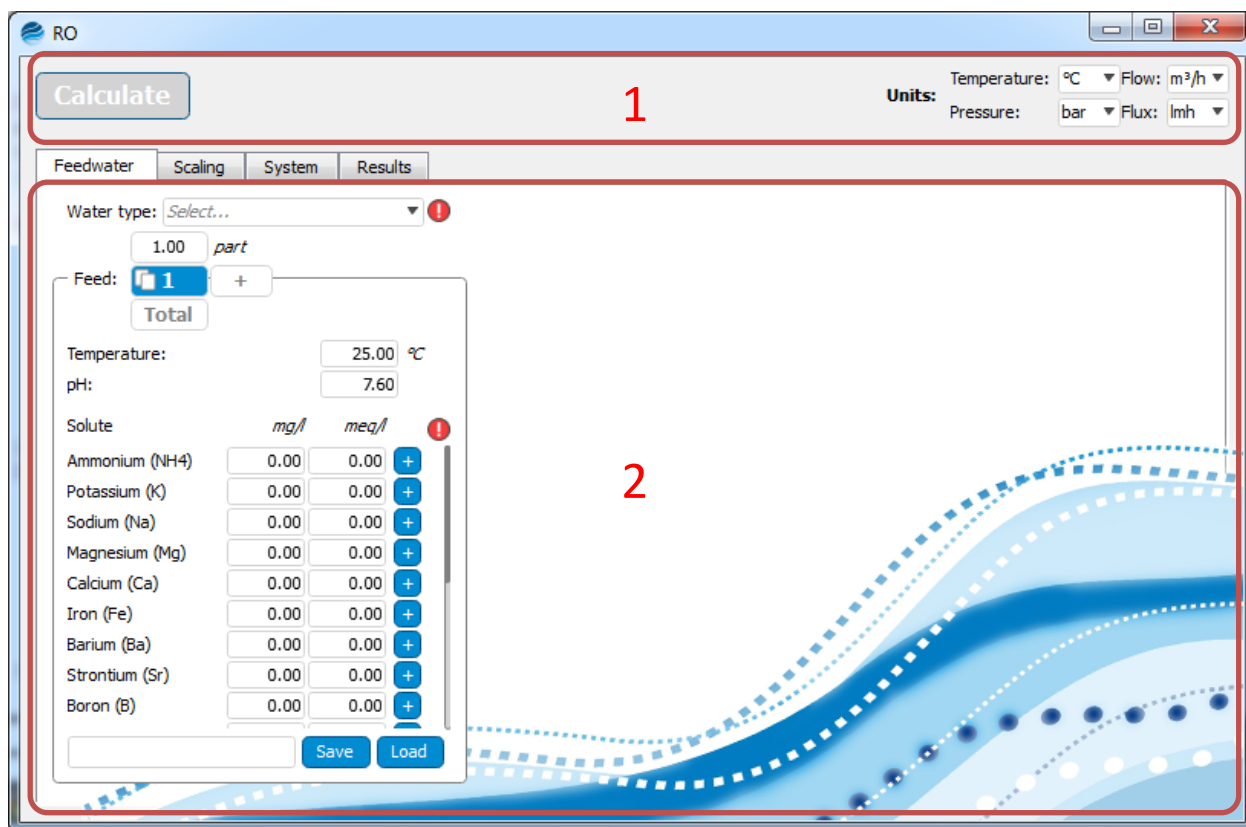 RO
Calculate
1
Units:
Temperature: °C Flow: m³/h
Pressure: bar Flux: lmh
Feedwater Scaling System Results
Water type: Select...
1.00 part
Feed: 1 +
Total
Temperature: 25.00 °C
pH: 7.60
Solute mg/l meq/l
Ammonium (NH4) 0.00 0.00 +
Potassium (K) 0.00 0.00 +
2
Sodium (Na) 0.00 0.00 +
Magnesium (Mg) 0.00 0.00 +
Calcium (Ca) 0.00 0.00 +
Iron (Fe) 0.00 0.00 +
Barium (Ba) 0.00 0.00 +
Strontium (Sr) 0.00 0.00 +
Boron (B) 0.00 0.00 +
Save Load